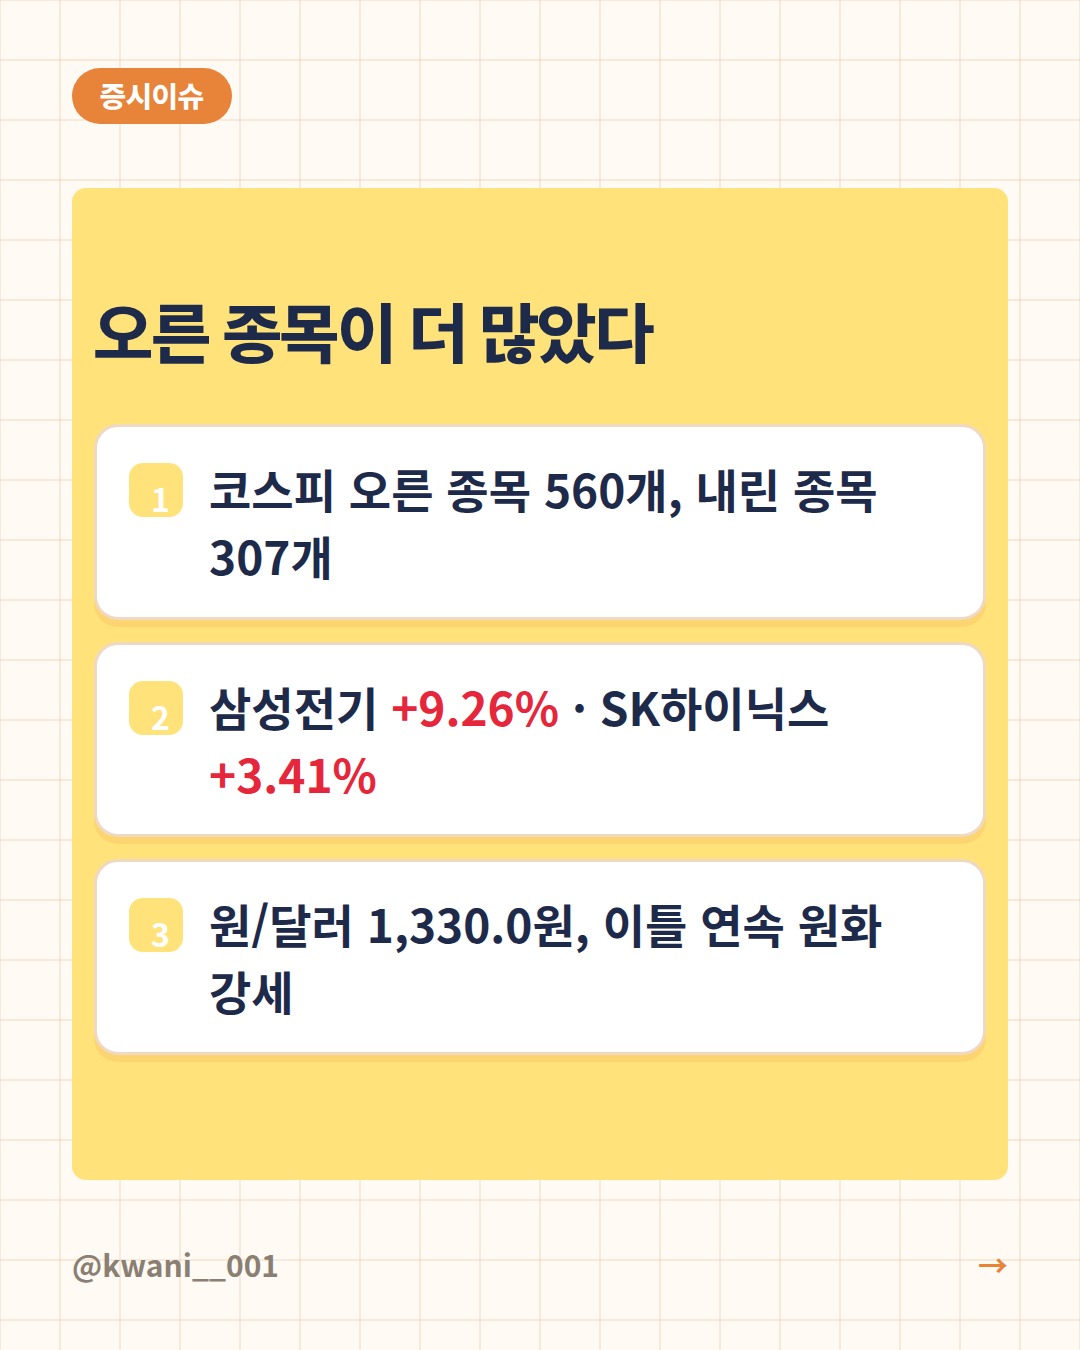 증시이슈
오른 종목이 더 많았다
1
코스피 오른 종목 560개, 내린 종목
307개
2
삼성전기 +9.26% · SK하이닉스
+3.41%
3
원/달러 1,330.0원, 이틀 연속 원화
강세
@kwani__001
→